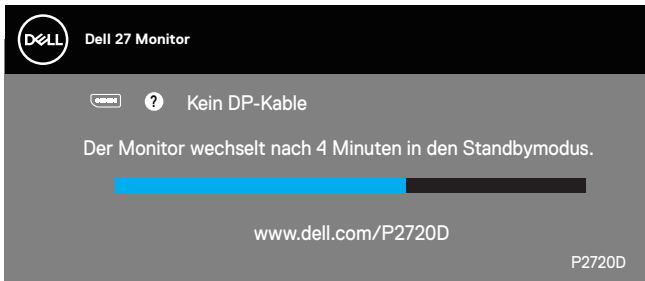 DELL
Dell 27 Monitor
? Kein DP-Kable
Der Monitor wechselt nach 4 Minuten in den Standbymodus.
www.dell.com/P2720D
P2720D